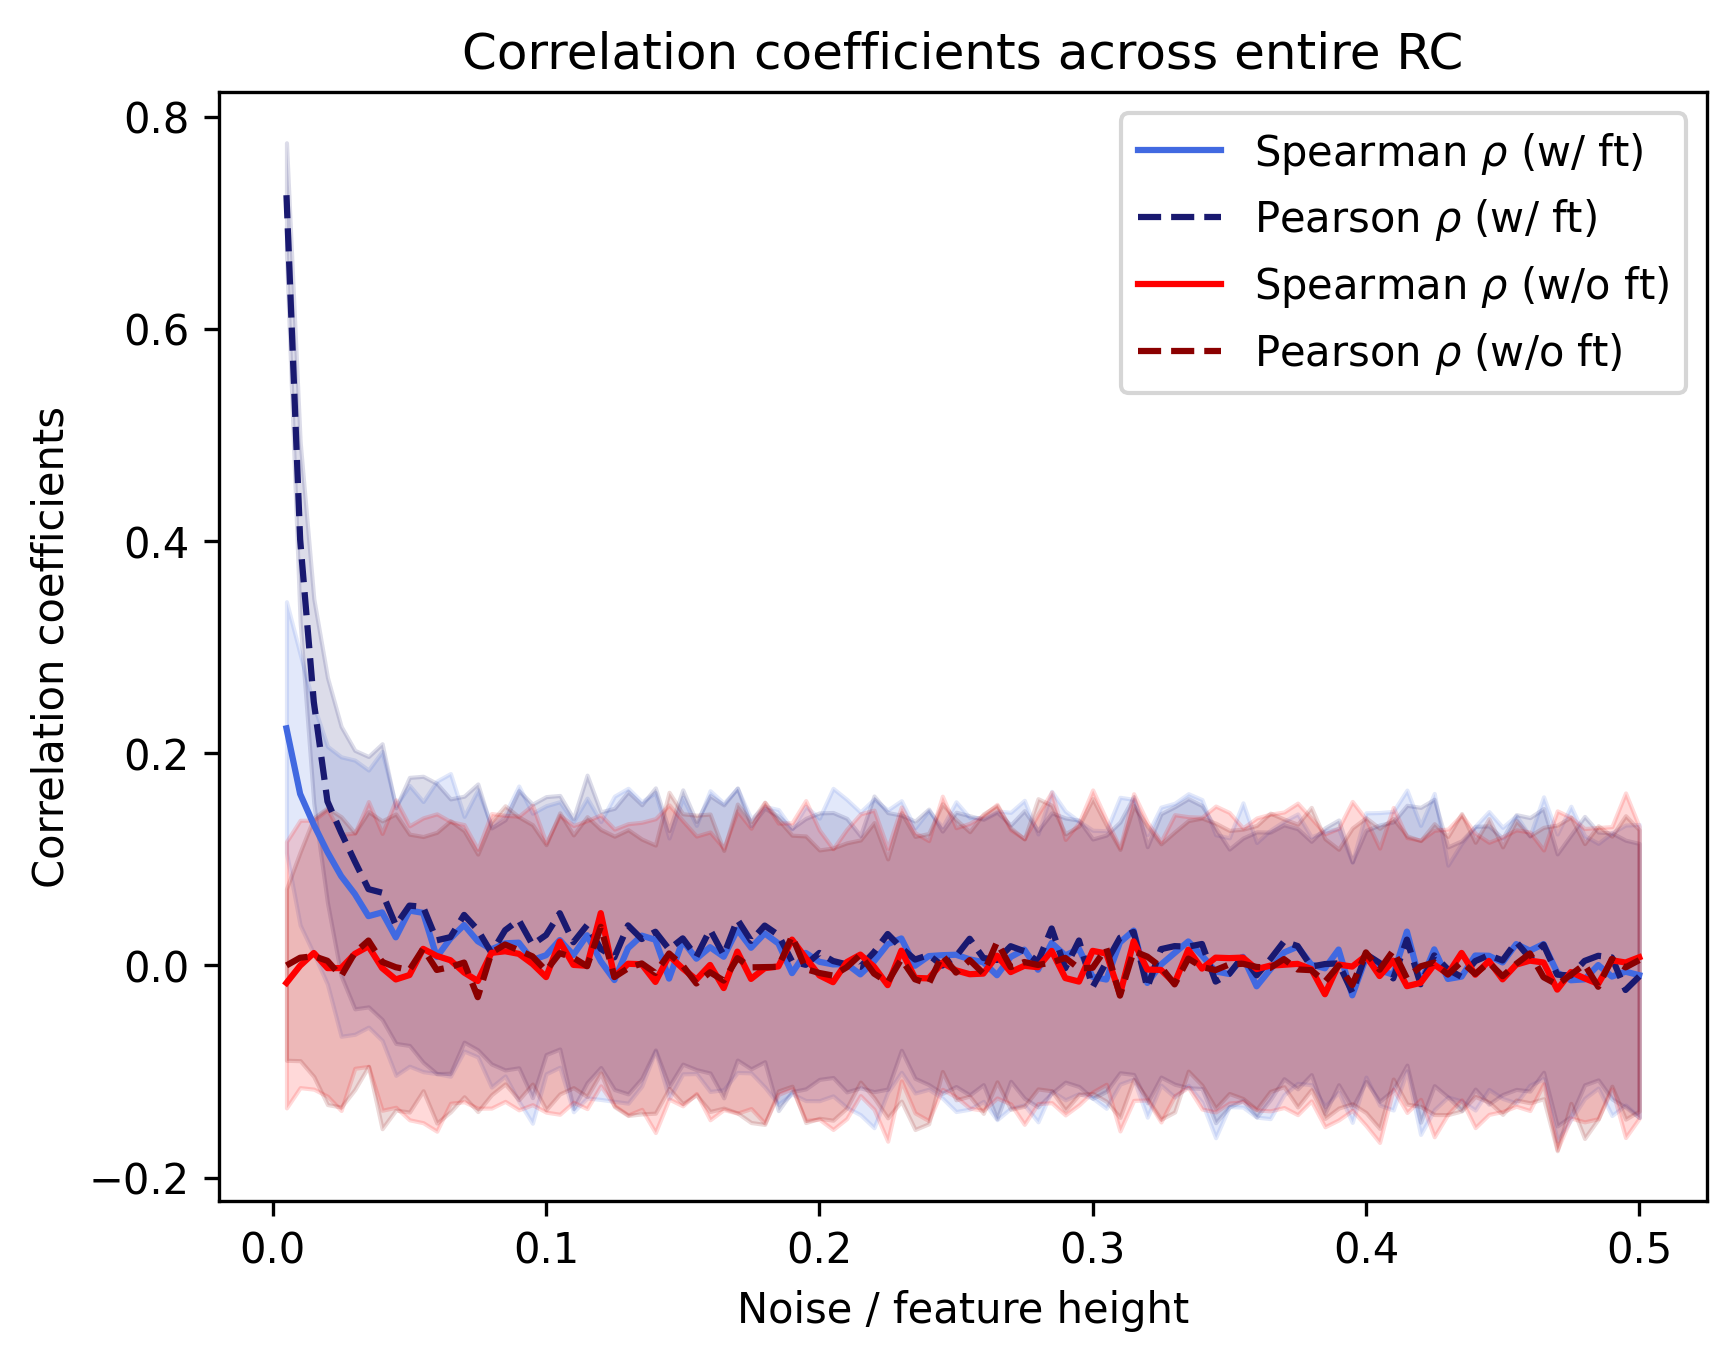 Correlation coefficients across entire RC
Correlation coefficients
0.8
0.6
0.4
0.2
0.0
−0.2
Spearman ρ (w/ ft)
Pearson ρ (w/ ft)
Spearman ρ (w/o ft)
Pearson ρ (w/o ft)
0.0 0.1 0.2 0.3 0.4 0.5
Noise / feature height